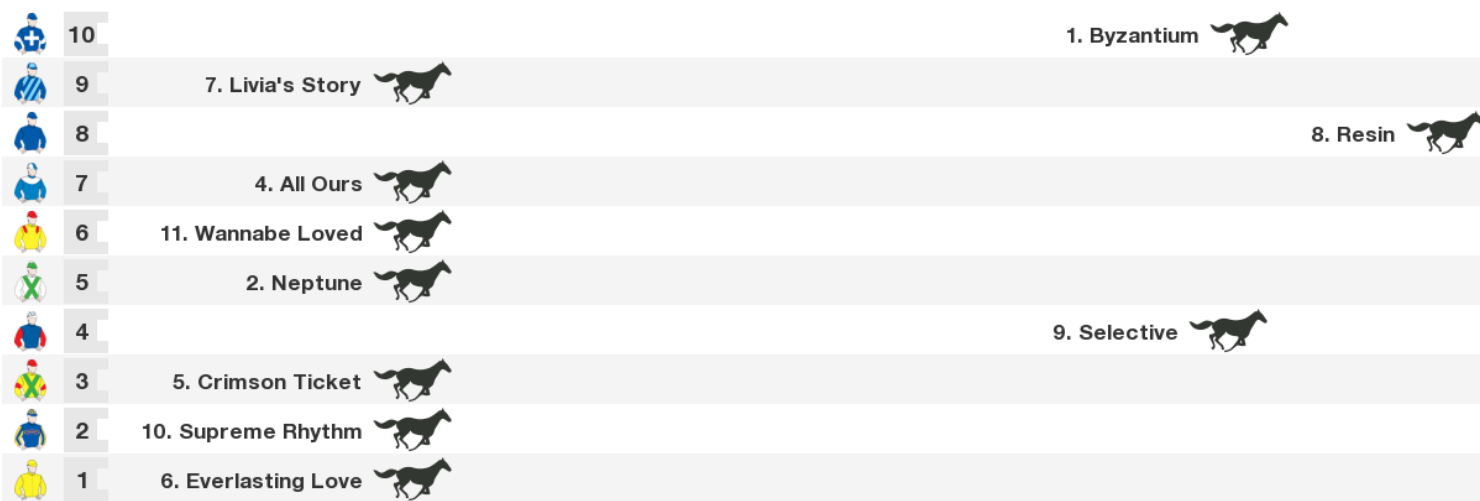 10 1. Byzantium
9 7. Livia's Story
8 8. Resin
7 4. All Ours
6 11. Wannabe Loved
5 2. Neptune
4 9. Selective
3 5. Crimson Ticket
2 10. Supreme Rhythm
1 6. Everlasting Love